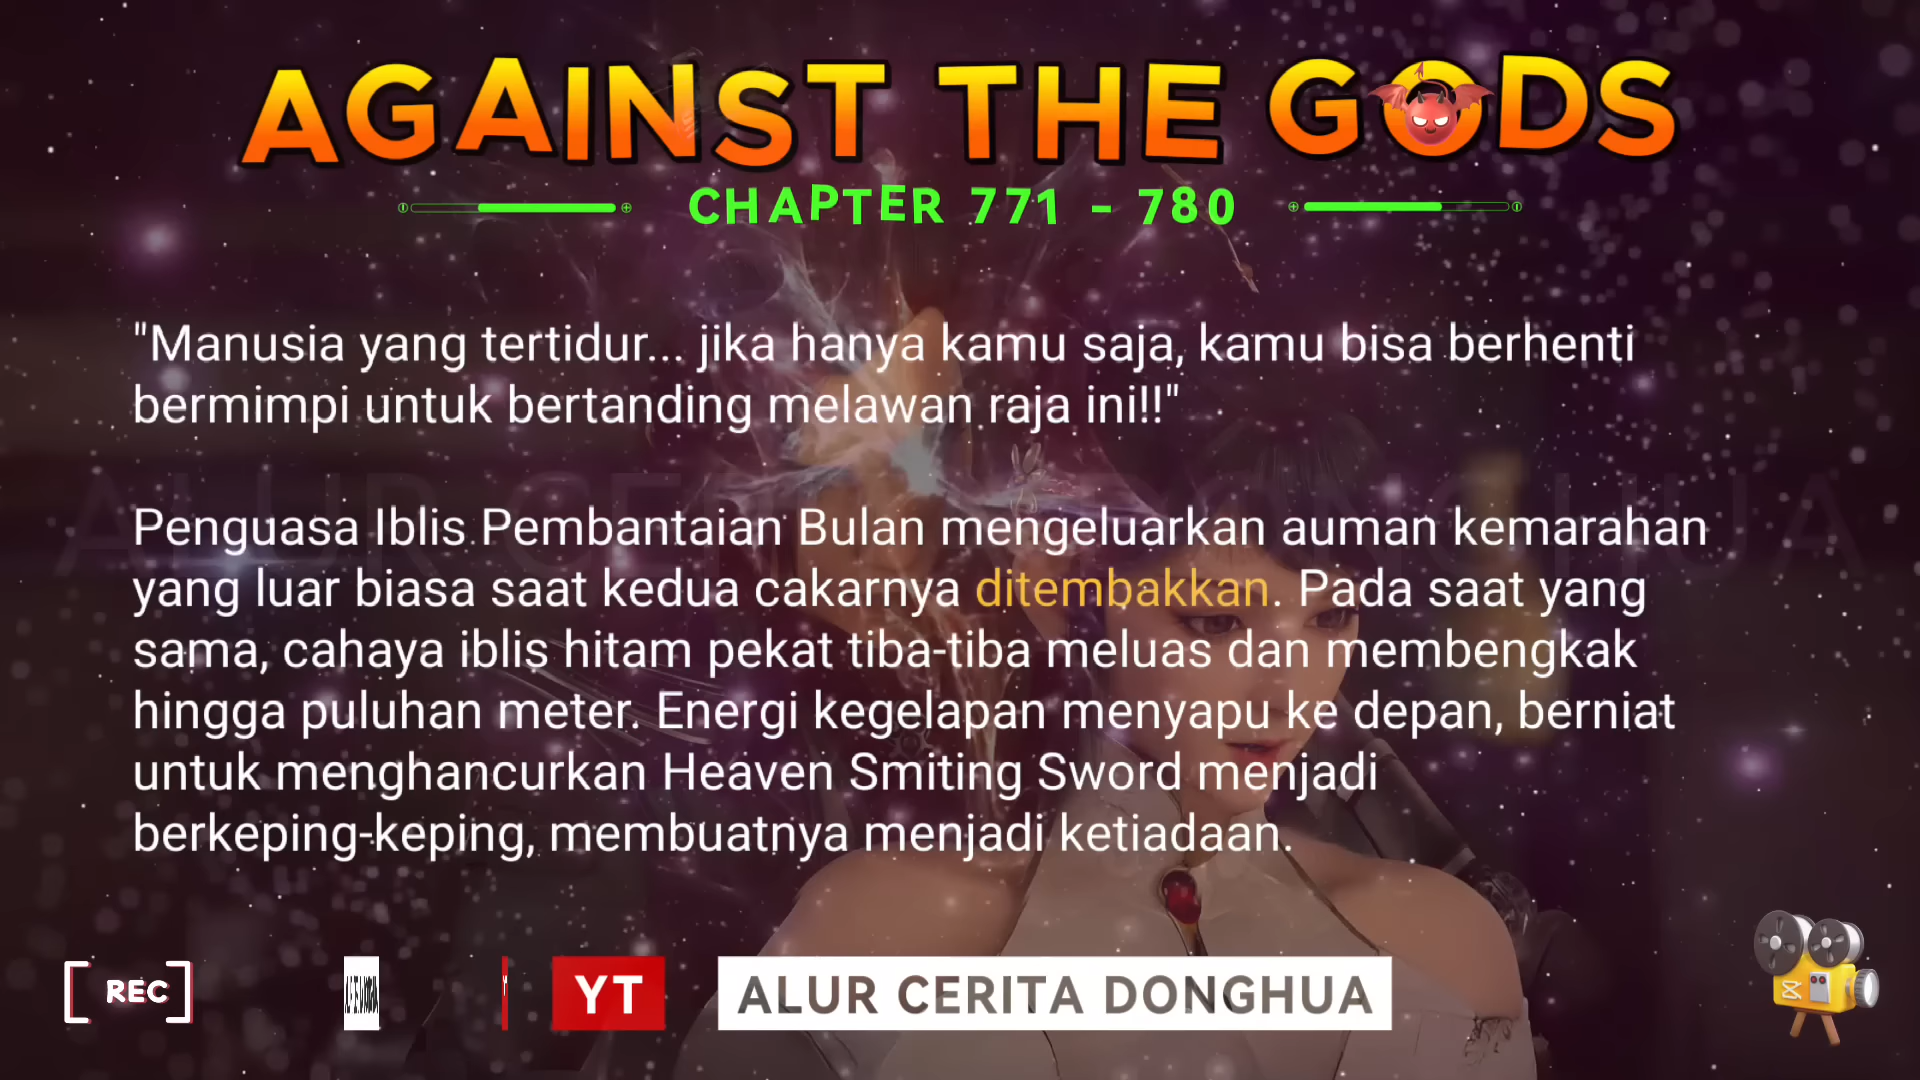 AGAINST THE GODS
CHAPTER 771 - 780
"Manusia yang tertidur... jika hanya kamu saja, kamu bisa berhenti
bermimpi untuk bertanding melawan raja ini!!"
Penguasa Iblis Pembantaian Bulan mengeluarkan auman kemarahan
yang luar biasa saat kedua cakarnya ditembakkan. Pada saat yang
sama, cahaya iblis hitam pekat tiba-tiba meluas dan membengkak
hingga puluhan meter. Energi kegelapan menyapu ke depan, berniat
untuk menghancurkan Heaven Smiting Sword menjadi
berkeping-keping, membuatnya menjadi ketiadaan.
ALUR CERITA DONGHUA
REC
YT
ALUR CERITA DONGHUA